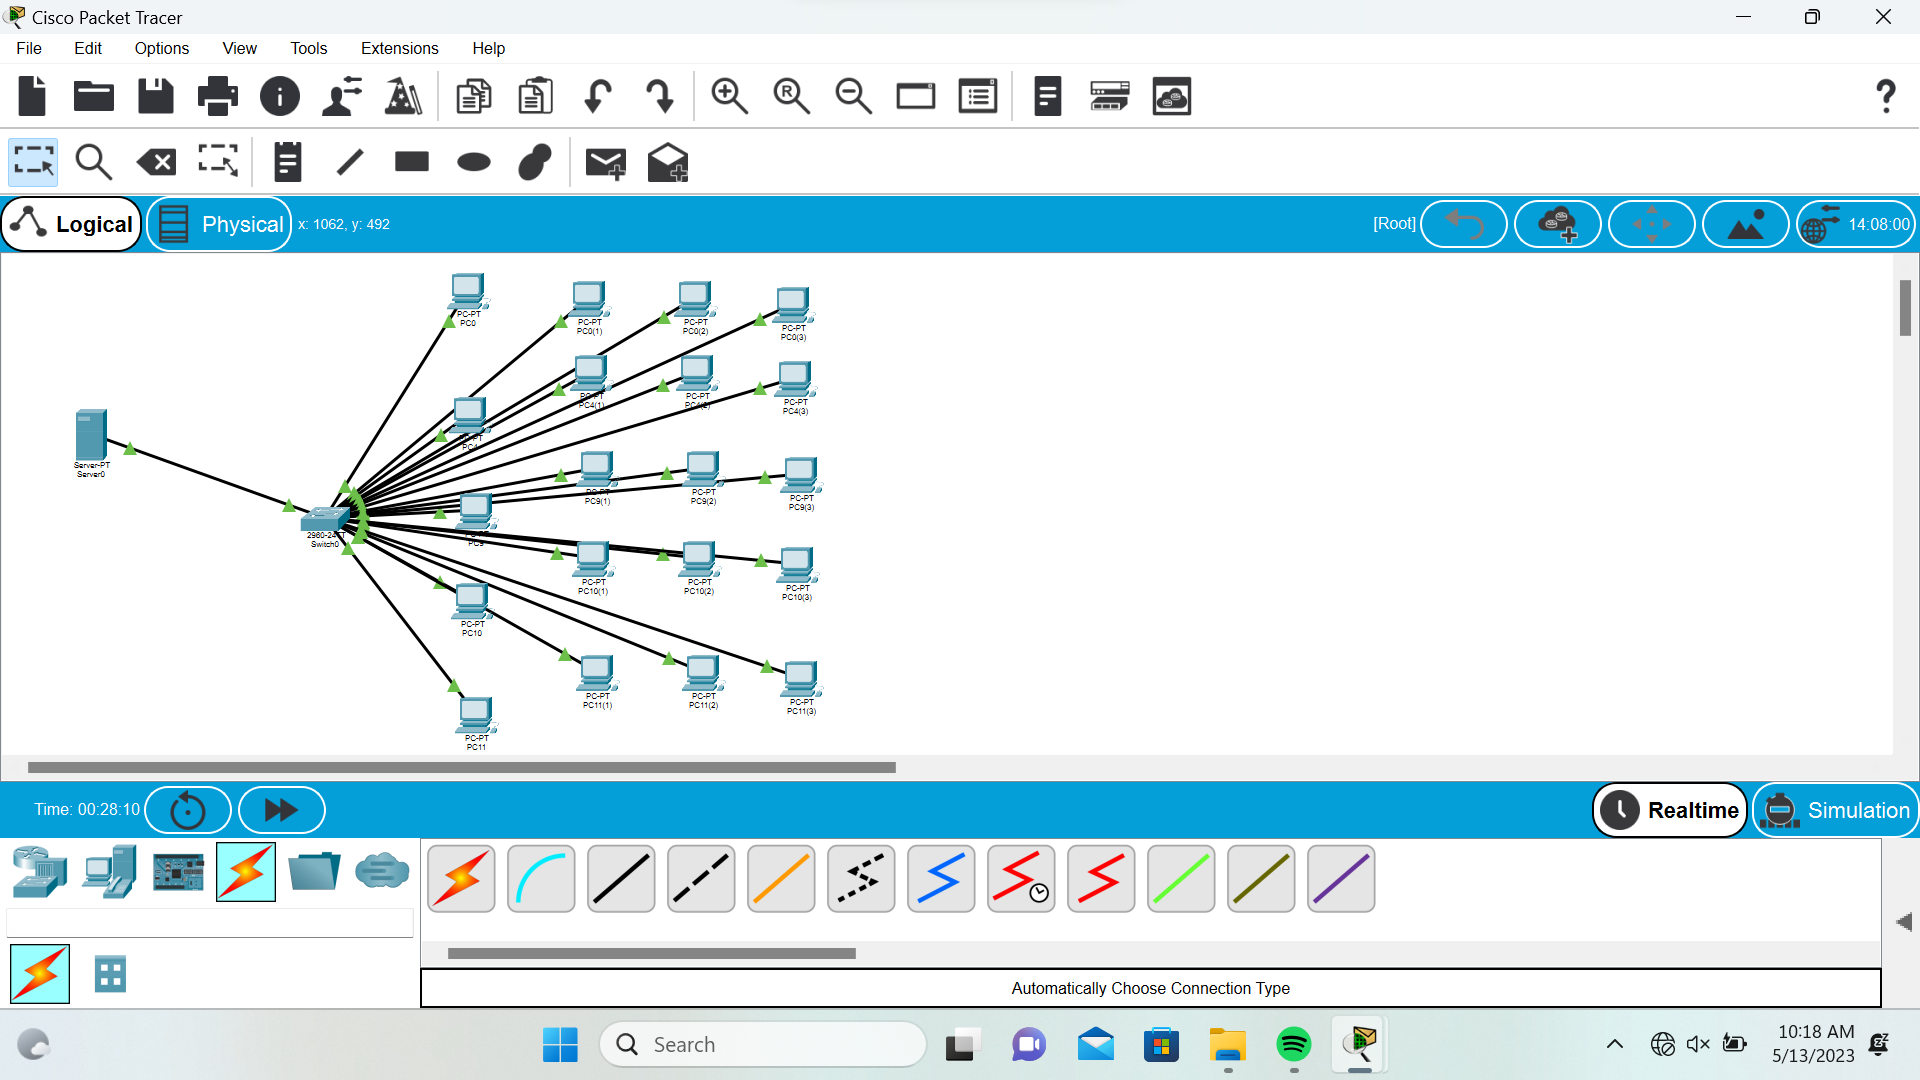 Cisco Packet Tracer
File Edit Options View Tools Extensions Help
Logical
Physical
x: 1062, y: 492
[Root]
14:08:00
PC-PT
PC0
PC-PT
PC0(1)
PC-PT
PC0(2)
PC-PT
PC0(3)
PC-PT
PC4(1)
PC-PT
PC4(2)
PC-PT
PC4(3)
PC-PT
PC4
Server-PT
Server0
PC-PT
PC9(1)
PC-PT
PC9(2)
PC-PT
PC9(3)
2960-24TT
Switch0
PC-PT
PC9
PC-PT
PC10(1)
PC-PT
PC10(2)
PC-PT
PC10(3)
PC-PT
PC10
PC-PT
PC11(1)
PC-PT
PC11(2)
PC-PT
PC11(3)
PC-PT
PC11
Time: 00:28:10
Realtime
Simulation
Automatically Choose Connection Type
Search
10:18 AM
5/13/2023